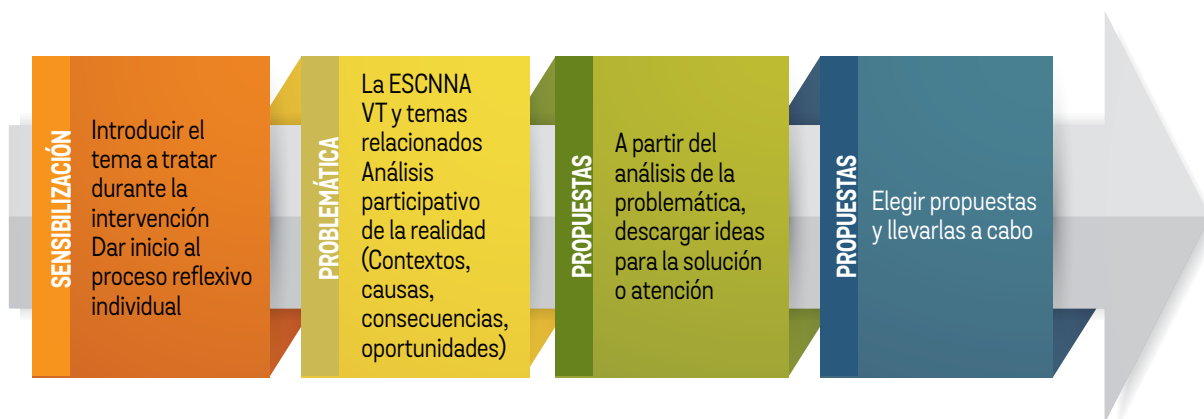 SENSIBILIZACIÓN
Introducir el
tema a tratar
durante la
intervención
Dar inicio al
proceso reflexivo
individual
PROBLEMÁTICA
La ESCNNA
VT y temas
relacionados
Análisis
participativo
de la realidad
(Contextos,
causas,
consecuencias,
oportunidades)
PROPUESTAS
A partir del
análisis de la
problemática,
descargar ideas
para la solución
o atención
PROPUESTAS
Elegir propuestas
y llevarlas a cabo